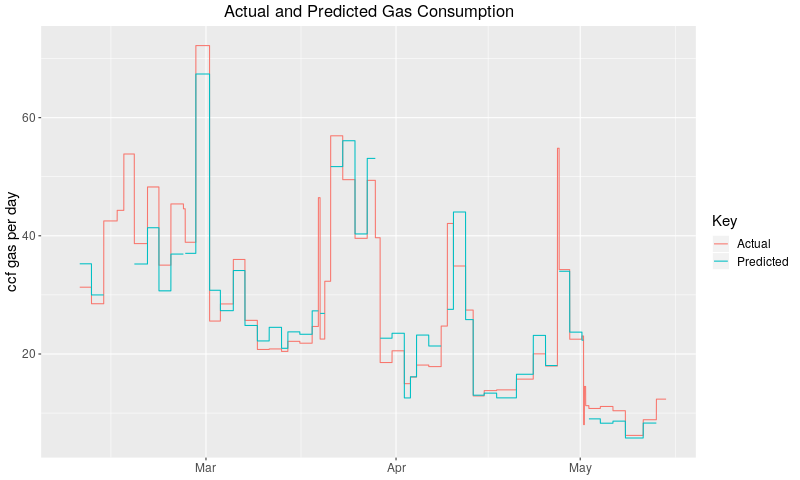 Actual and Predicted Gas Consumption
ccf gas per day
60
40
20
Mar
Apr
May
Key
Actual
Predicted